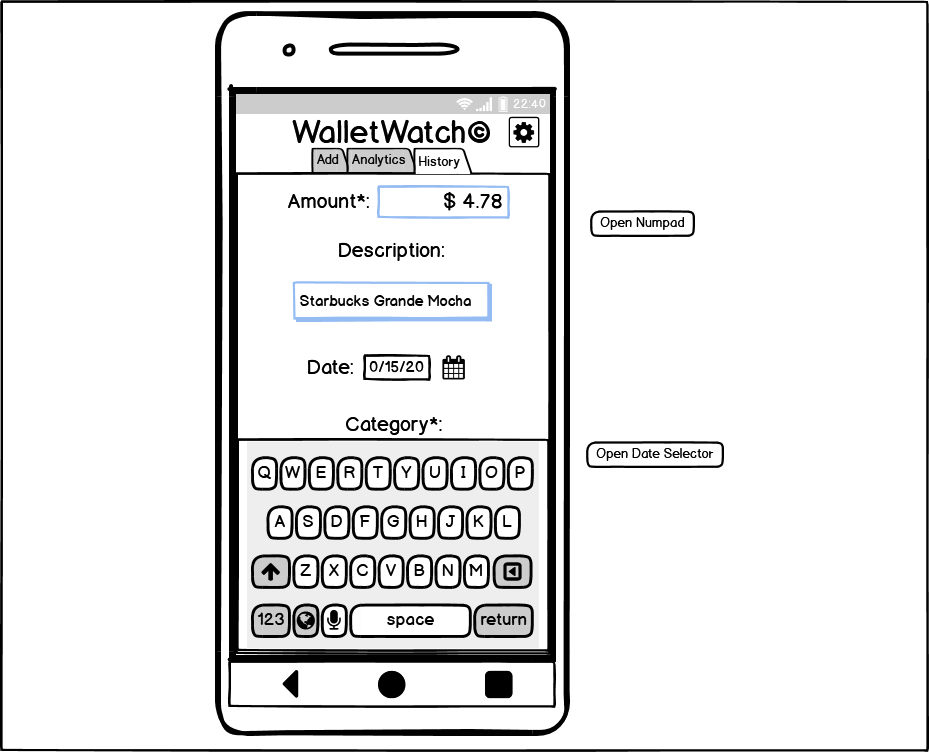 22:40
WalletWatch©
Add Analytics History
Amount*: $ 4.78
Open Numpad
Description:
Starbucks Grande Mocha
Date: 0/15/20
Category*:
Open Date Selector
Q W E R T Y U I O P
A S D F G H J K L
Z X C V B N M
123 space return